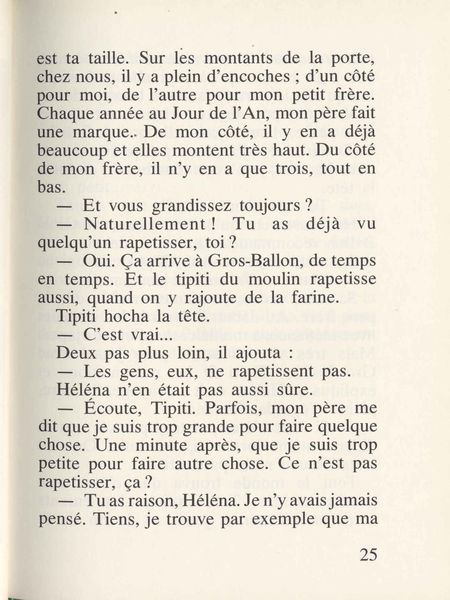 est ta taille. Sur les montants de la porte,
chez nous, il y a plein d'encoches ; d'un côté
pour moi, de l'autre pour mon petit frère.
Chaque année au Jour de l'An, mon père fait
une marque. De mon côté, il y en a déjà
beaucoup et elles montent très haut. Du côté
de mon frère, il n'y en a que trois, tout en
bas.
— Et vous grandissez toujours ?
— Naturellement ! Tu as déjà vu
quelqu'un rapetisser, toi ?
— Oui. Ça arrive à Gros-Ballon, de temps
en temps. Et le tipiti du moulin rapetisse
aussi, quand on y rajoute de la farine.
Tipiti hocha la tête.
— C'est vrai...
Deux pas plus loin, il ajouta :
— Les gens, eux, ne rapetissent pas.
Héléna n'en était pas aussi sûre.
— Écoute, Tipiti. Parfois, mon père me
dit que je suis trop grande pour faire quelque
chose. Une minute après, que je suis trop
petite pour faire autre chose. Ce n'est pas
rapetisser, ça ?
— Tu as raison, Héléna. Je n'y avais jamais
pensé. Tiens, je trouve par exemple que ma
25